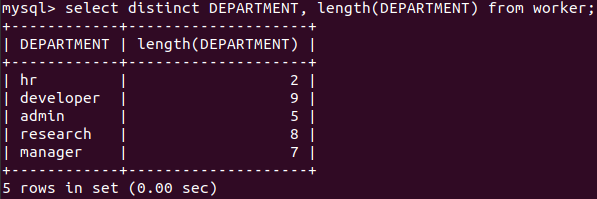 mysql> select distinct DEPARTMENT, length(DEPARTMENT) from worker;
+------------+--------------------+
| DEPARTMENT | length(DEPARTMENT) |
+------------+--------------------+
| hr         |                  2 |
| developer  |                  9 |
| admin      |                  5 |
| research   |                  8 |
| manager    |                  7 |
+------------+--------------------+
5 rows in set (0.00 sec)